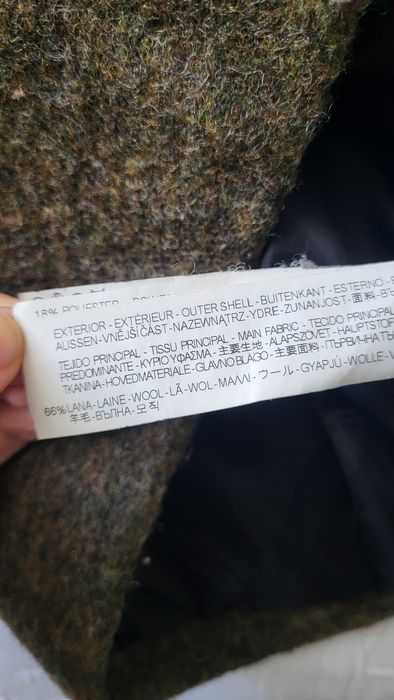 18% POLIESTER
EXTERIOR - EXTÉRIEUR - OUTER SHELL - BUITENKANT - ESTERNO -
AUSSEN - VNĚJŠÍ ČÁST - NAZEWNĄTRZ - YDRE - ZUNANJOST - 面料 -
TEJIDO PRINCIPAL - TISSU PRINCIPAL - MAIN FABRIC - TECIDO PRINCIPAL
PREDOMINANTE - ΚΥΡΙΟ ΥΦΑΣΜΑ - 主要生地 - ALAPSZÖVET - HAUPTSTOF
TKANINA - HOVEDMATERIALE - GLAVNO BLAGO - 主要面料 - ПЪРВИЧНА ТЪ
66% LANA - LAINE - WOOL - LÃ - WOL - ΜΑΛΛΙ - ウール - GYAPJÚ - WOLLE -
羊毛 - ВЪЛНА - 모직